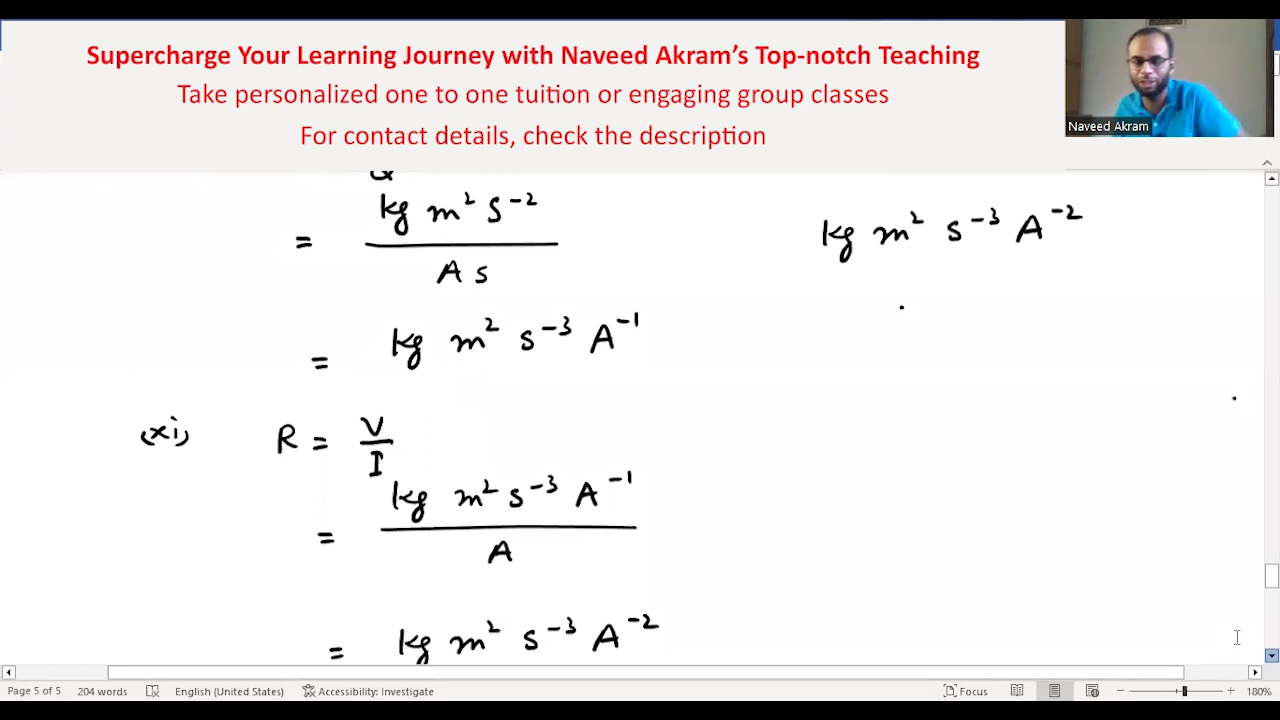 Supercharge Your Learning Journey with Naveed Akram’s Top-notch Teaching
Take personalized one to one tuition or engaging group classes
For contact details, check the description
Naveed Akram
= kg m² s⁻² / A s
kg m² s⁻³ A⁻²
= kg m² s⁻³ A⁻¹
(xi) R = V / I
= kg m² s⁻³ A⁻¹ / A
= kg m² s⁻³ A⁻²
Page 5 of 5 204 words English (United States) Accessibility: Investigate Focus 180%